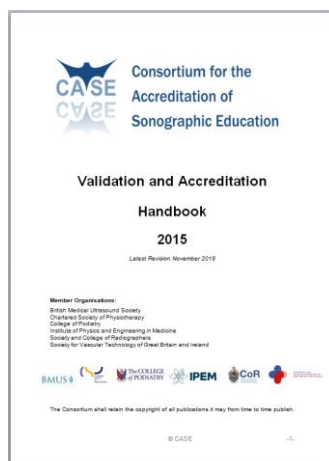 CASE
Consortium for the
Accreditation of
Sonographic Education
Validation and Accreditation
Handbook
2015
Latest Revision November 2018
Member Organisations:
British Medical Ultrasound Society
Chartered Society of Physiotherapy
College of Podiatry
Institute of Physics and Engineering in Medicine
Society and College of Radiographers
Society for Vascular Technology of Great Britain and Ireland
BMUS
THE COLLEGE
OF PODIATRY
IPEM
CoR
The Consortium shall retain the copyright of all publications it may from time to time publish.
© CASE
-1-